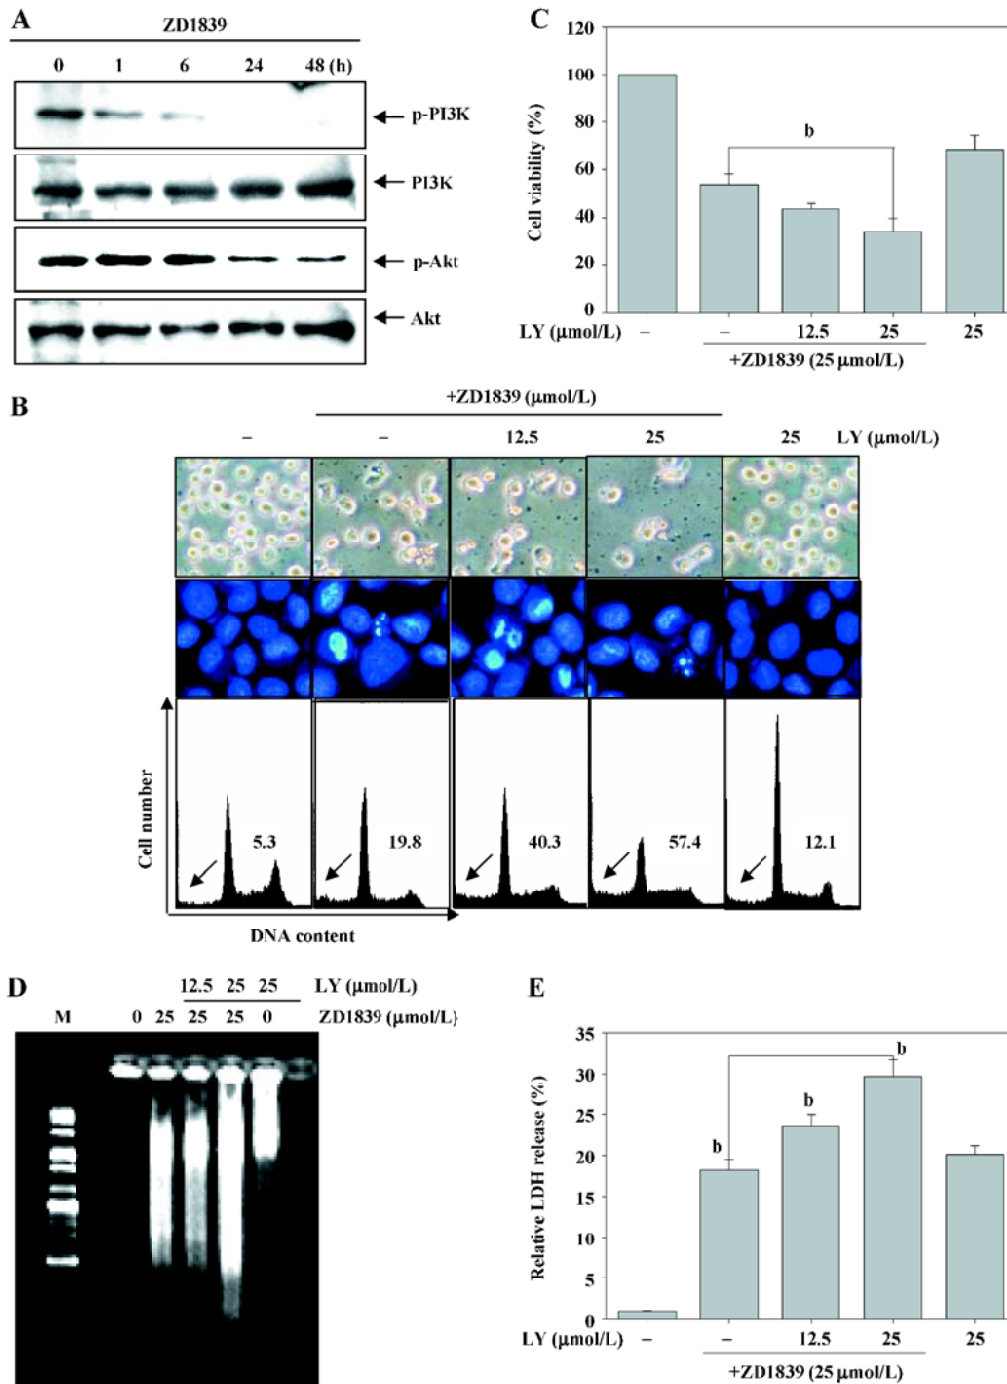 A
ZD1839
0 1 6 24 48 (h)
p-PI3K
PI3K
p-Akt
Akt
C
120
100
80
60
40
20
0
Cell viability (%)
b
LY (μmol/L) – – 12.5 25 25
+ZD1839 (25 μmol/L)
B
+ZD1839 (μmol/L)
– – 12.5 25 25 LY (μmol/L)
Cell number
5.3 19.8 40.3 57.4 12.1
DNA content
D
12.5 25 25 LY (μmol/L)
M 0 25 25 25 0 ZD1839 (μmol/L}
E
35
30
25
20
15
10
5
0
Relative LDH release (%)
b
b
b
LY (μmol/L) – – 12.5 25 25
+ZD1839 (25 μmol/L)